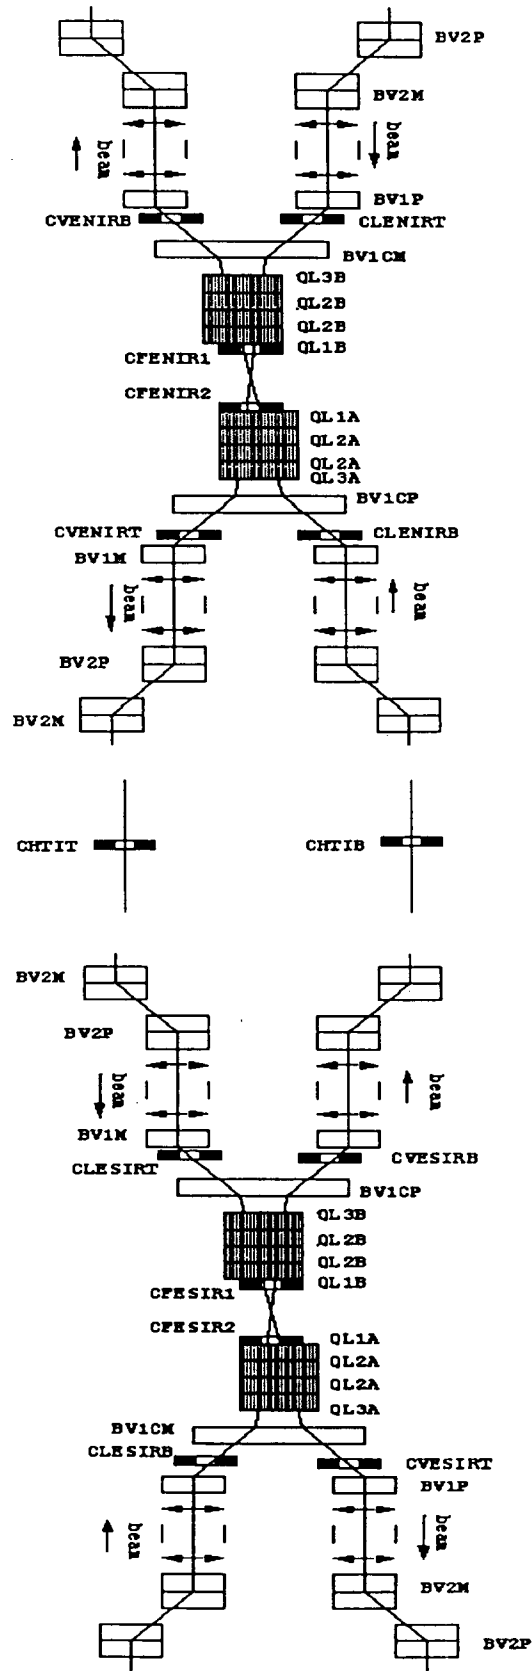 BV2P
BV2M
beam
beam
BV1P
CVENIRB
CLENIRT
BV1CM
QL3B
QL2B
QL2B
QL1B
CFENIR1
CFENIR2
QL1A
QL2A
QL2A
QL3A
BV1CP
CVENIRT
CLENIRB
BV1M
beam
beam
BV2P
BV2M
CHTIT
CHTIB
BV2M
BV2P
beam
beam
BV1M
CLESIRT
CVESIRB
BV1CP
QL3B
QL2B
QL2B
QL1B
CFESIR1
CFESIR2
QL1A
QL2A
QL2A
QL3A
BV1CM
CLESIRB
CVESIRT
BV1P
beam
beam
BV2M
BV2P